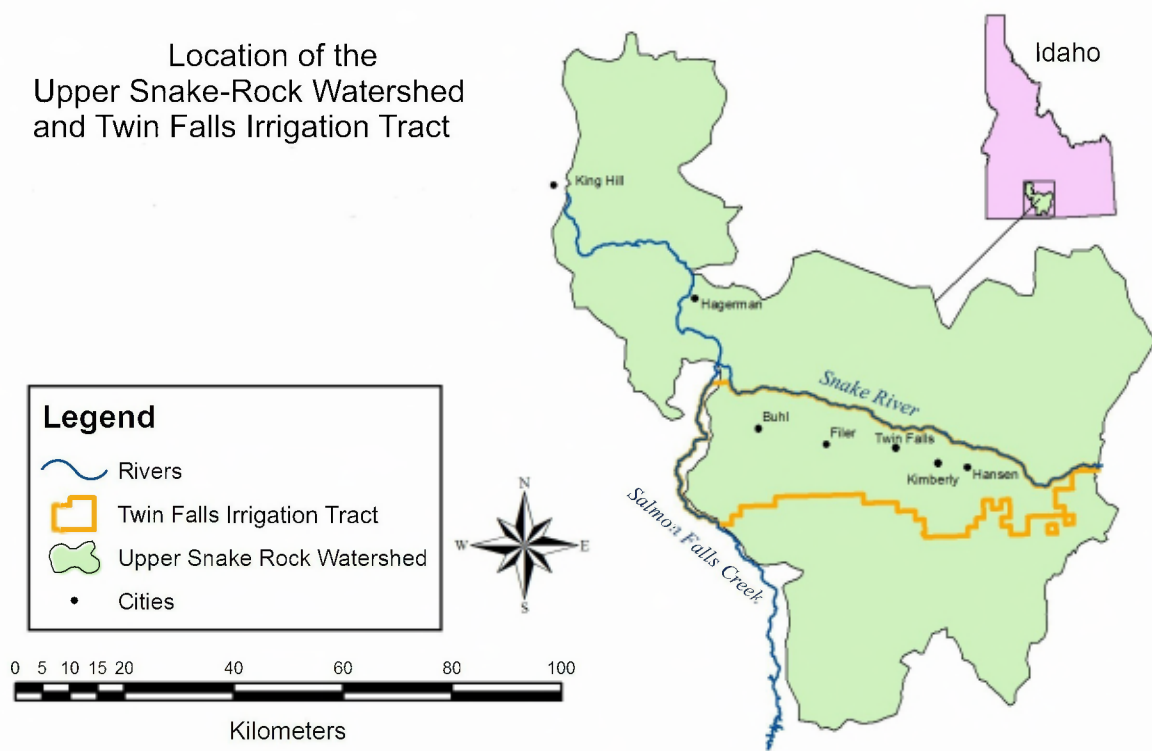 Location of the
Upper Snake-Rock Watershed
and Twin Falls Irrigation Tract
Idaho
King Hill
Hagerman
Snake River
Buhl
Filer
Twin Falls
Kimberly
Hansen
Salmon Falls Creek
Legend
Rivers
Twin Falls Irrigation Tract
Upper Snake Rock Watershed
Cities
N
W
E
S
0 5 10 15 20 40 60 80 100
Kilometers